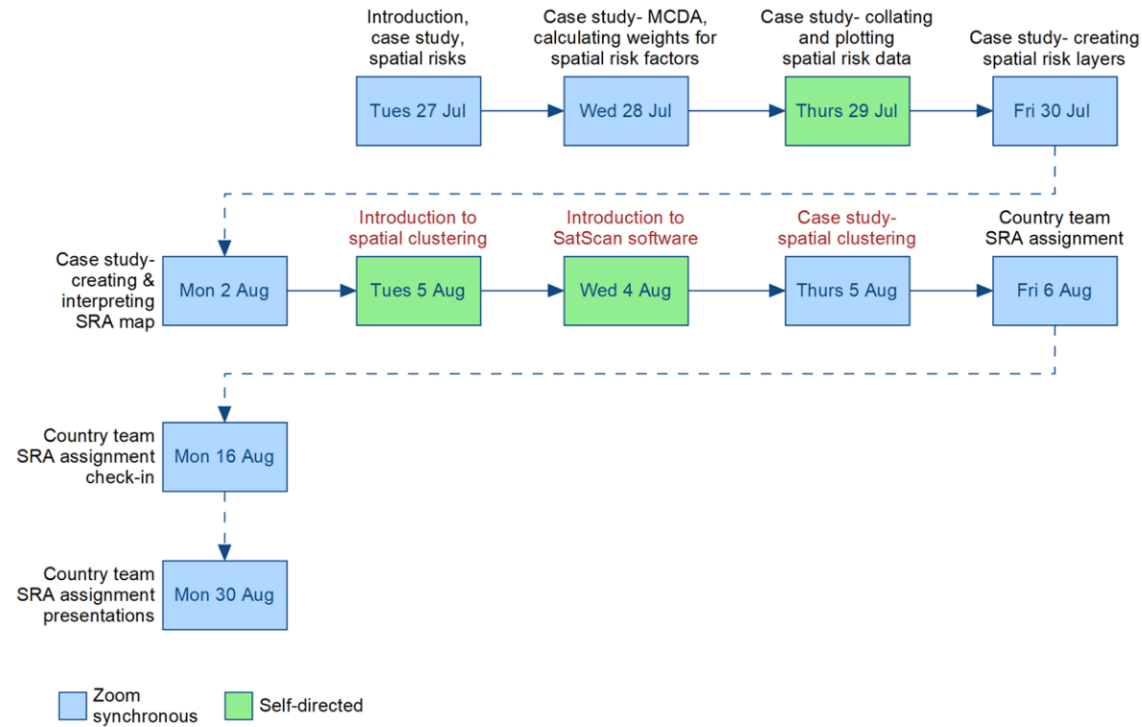 Introduction,
case study,
spatial risks
Case study- MCDA,
calculating weights for
spatial risk factors
Case study- collating
and plotting
spatial risk data
Case study- creating
spatial risk layers
Tues 27 Jul
Wed 28 Jul
Thurs 29 Jul
Fri 30 Jul
Case study-
creating &
interpreting
SRA map
Introduction to
spatial clustering
Introduction to
SatScan software
Case study-
spatial clustering
Country team
SRA assignment
Mon 2 Aug
Tues 5 Aug
Wed 4 Aug
Thurs 5 Aug
Fri 6 Aug
Country team
SRA assignment
check-in
Mon 16 Aug
Country team
SRA assignment
presentations
Mon 30 Aug
Zoom
synchronous
Self-directed